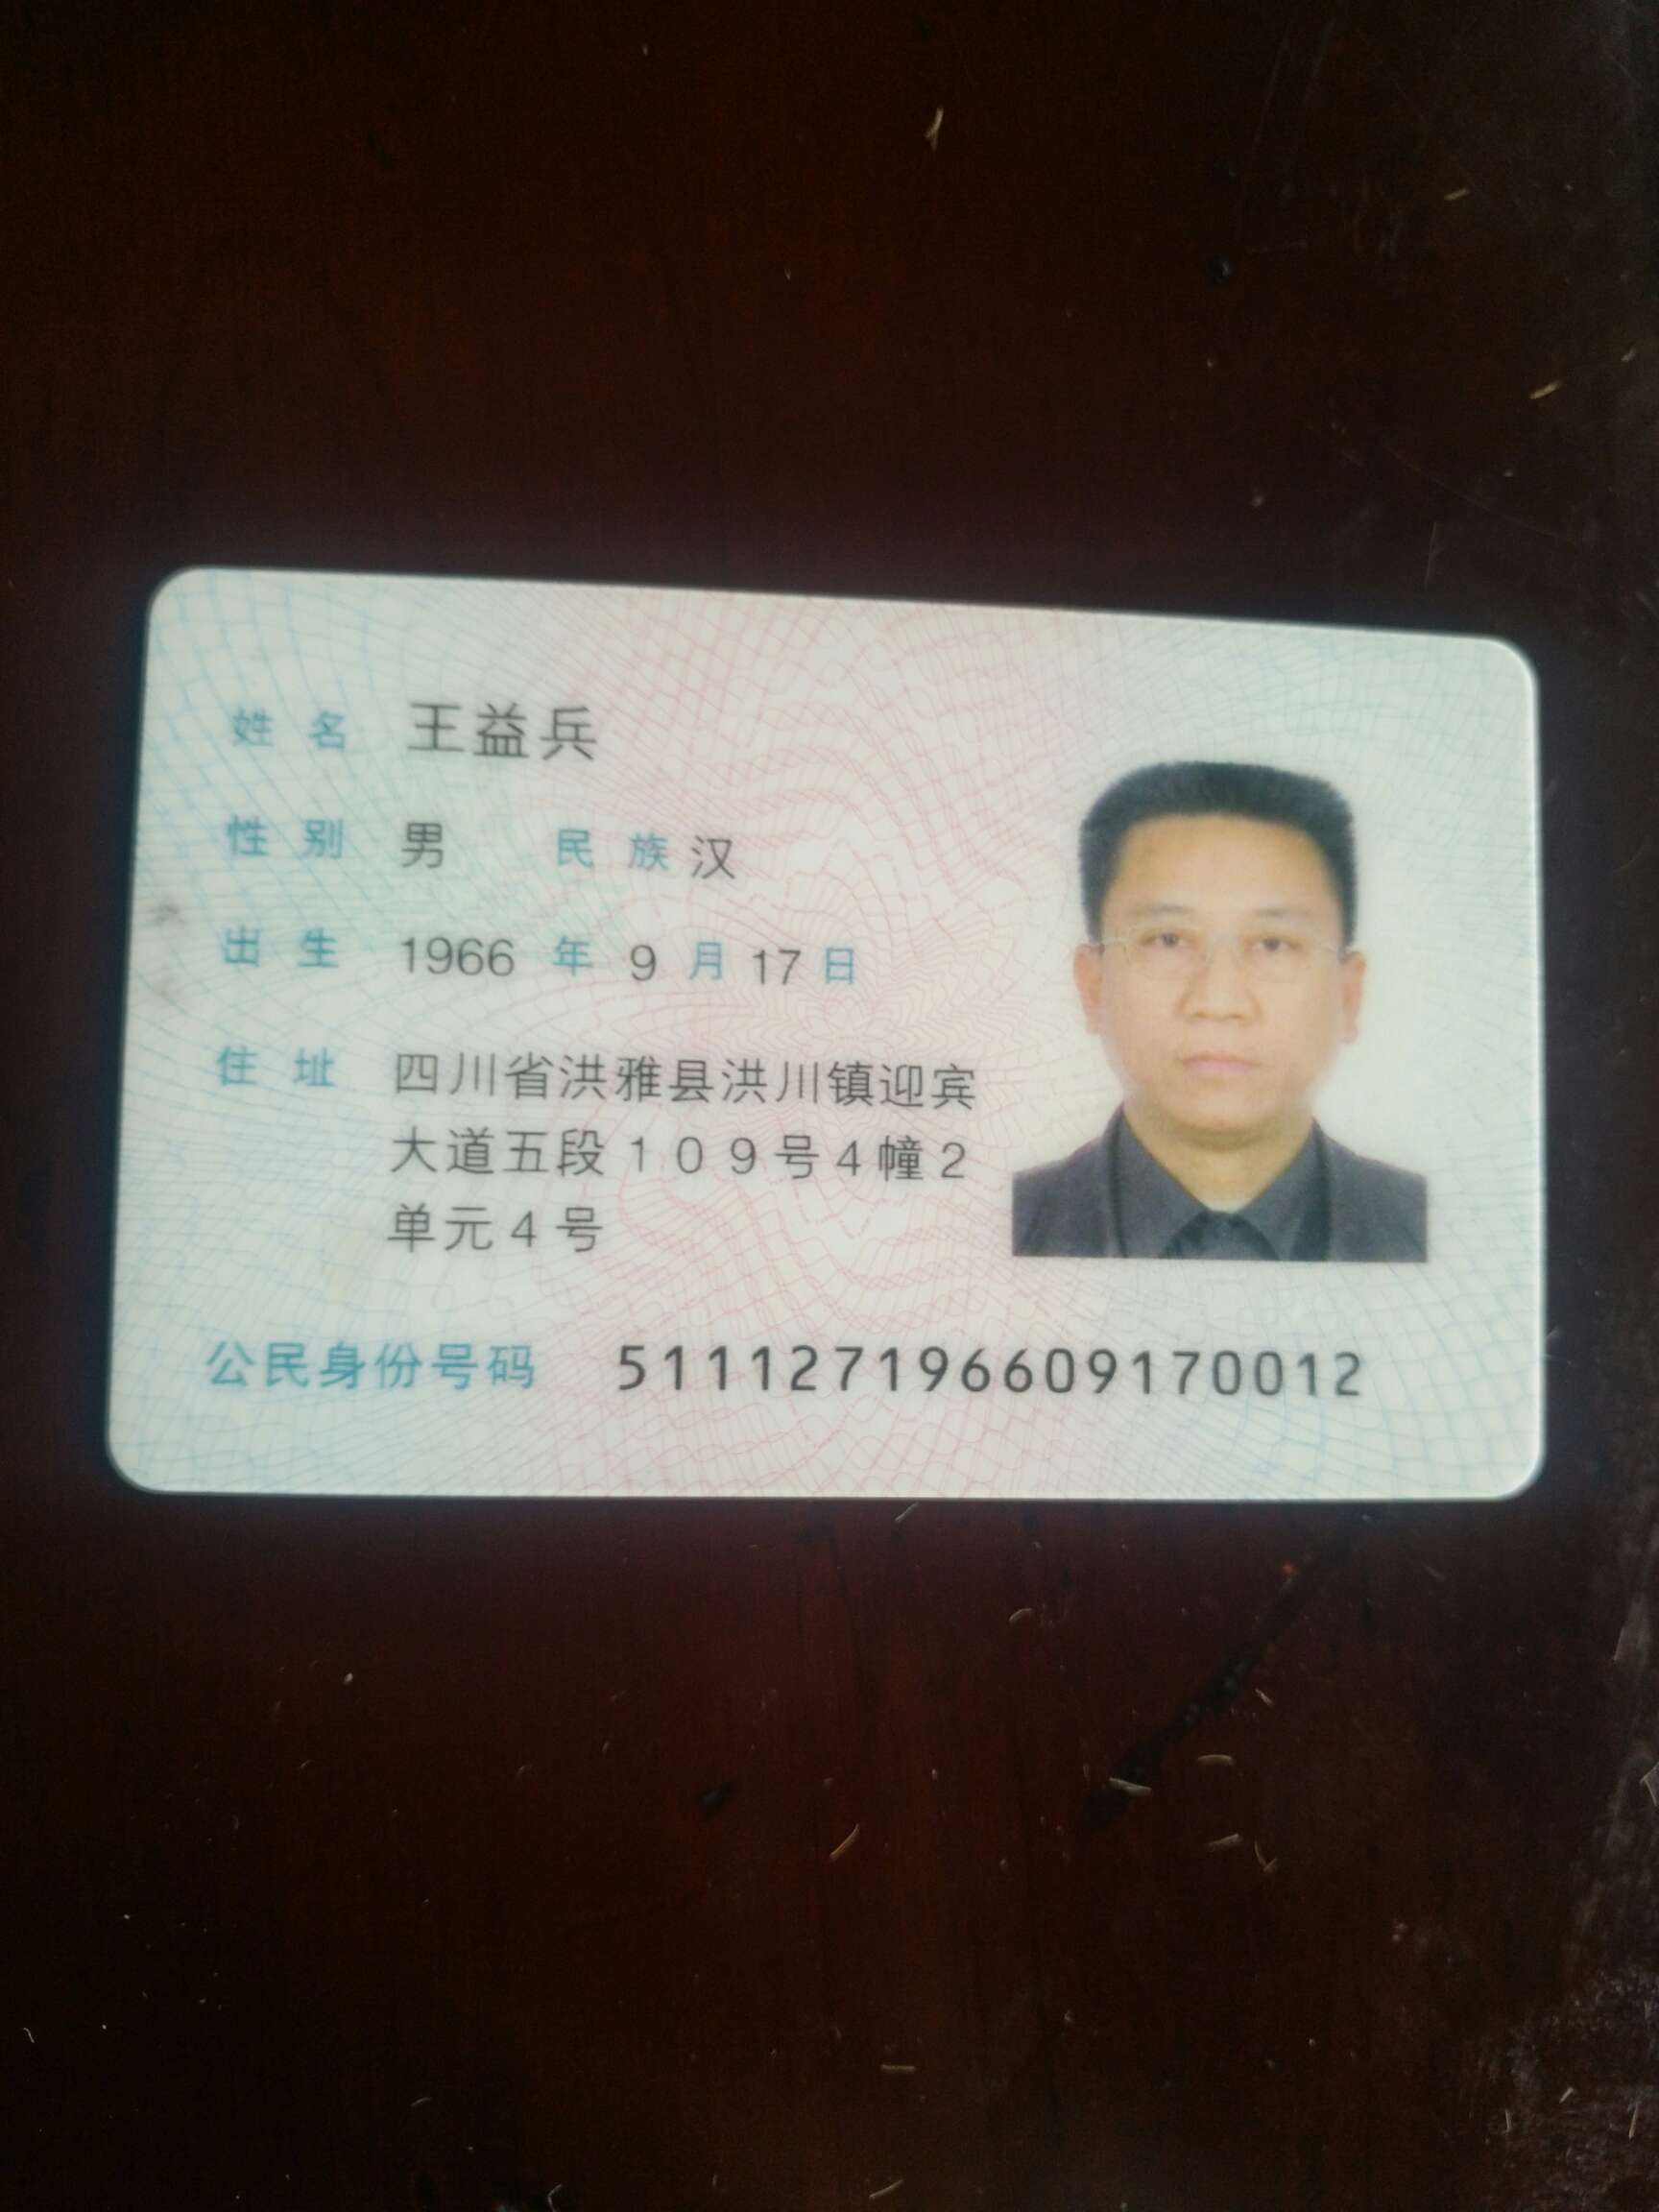 姓名 王益兵
性别 男 民族 汉
出生 1966 年 9 月 17 日
住址 四川省洪雅县洪川镇迎宾
大道五段109号4幢2
单元4号
公民身份号码 511127196609170012